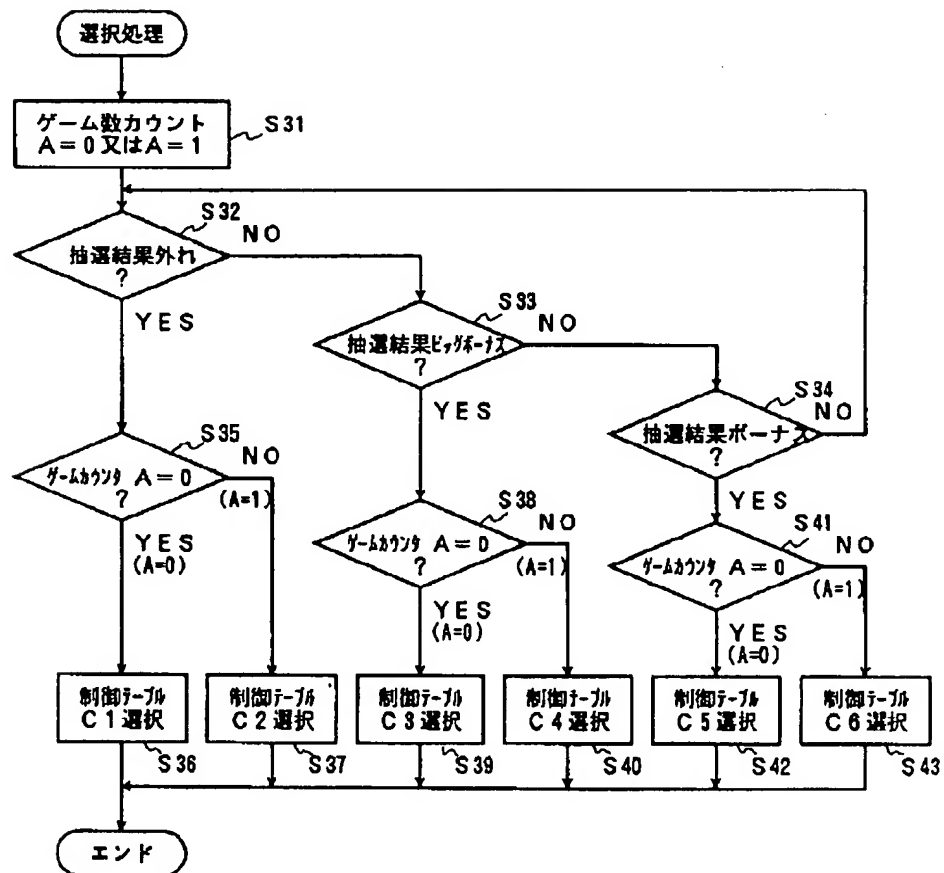 選択処理
ゲーム数カウント
A=0又はA=1
S31
S32
抽選結果外れ
?
NO
YES
S33
抽選結果ビッグボーナス
?
NO
YES
S34
抽選結果ボーナス
?
NO
YES
S35
ゲームカウンタ A=0
?
NO
(A=1)
YES
(A=0)
S38
ゲームカウンタ A=0
?
NO
(A=1)
YES
(A=0)
S41
ゲームカウンタ A=0
?
NO
(A=1)
YES
(A=0)
制御テーブル
C1選択
S36
制御テーブル
C2選択
S37
制御テーブル
C3選択
S39
制御テーブル
C4選択
S40
制御テーブル
C5選択
S42
制御テーブル
C6選択
S43
エンド